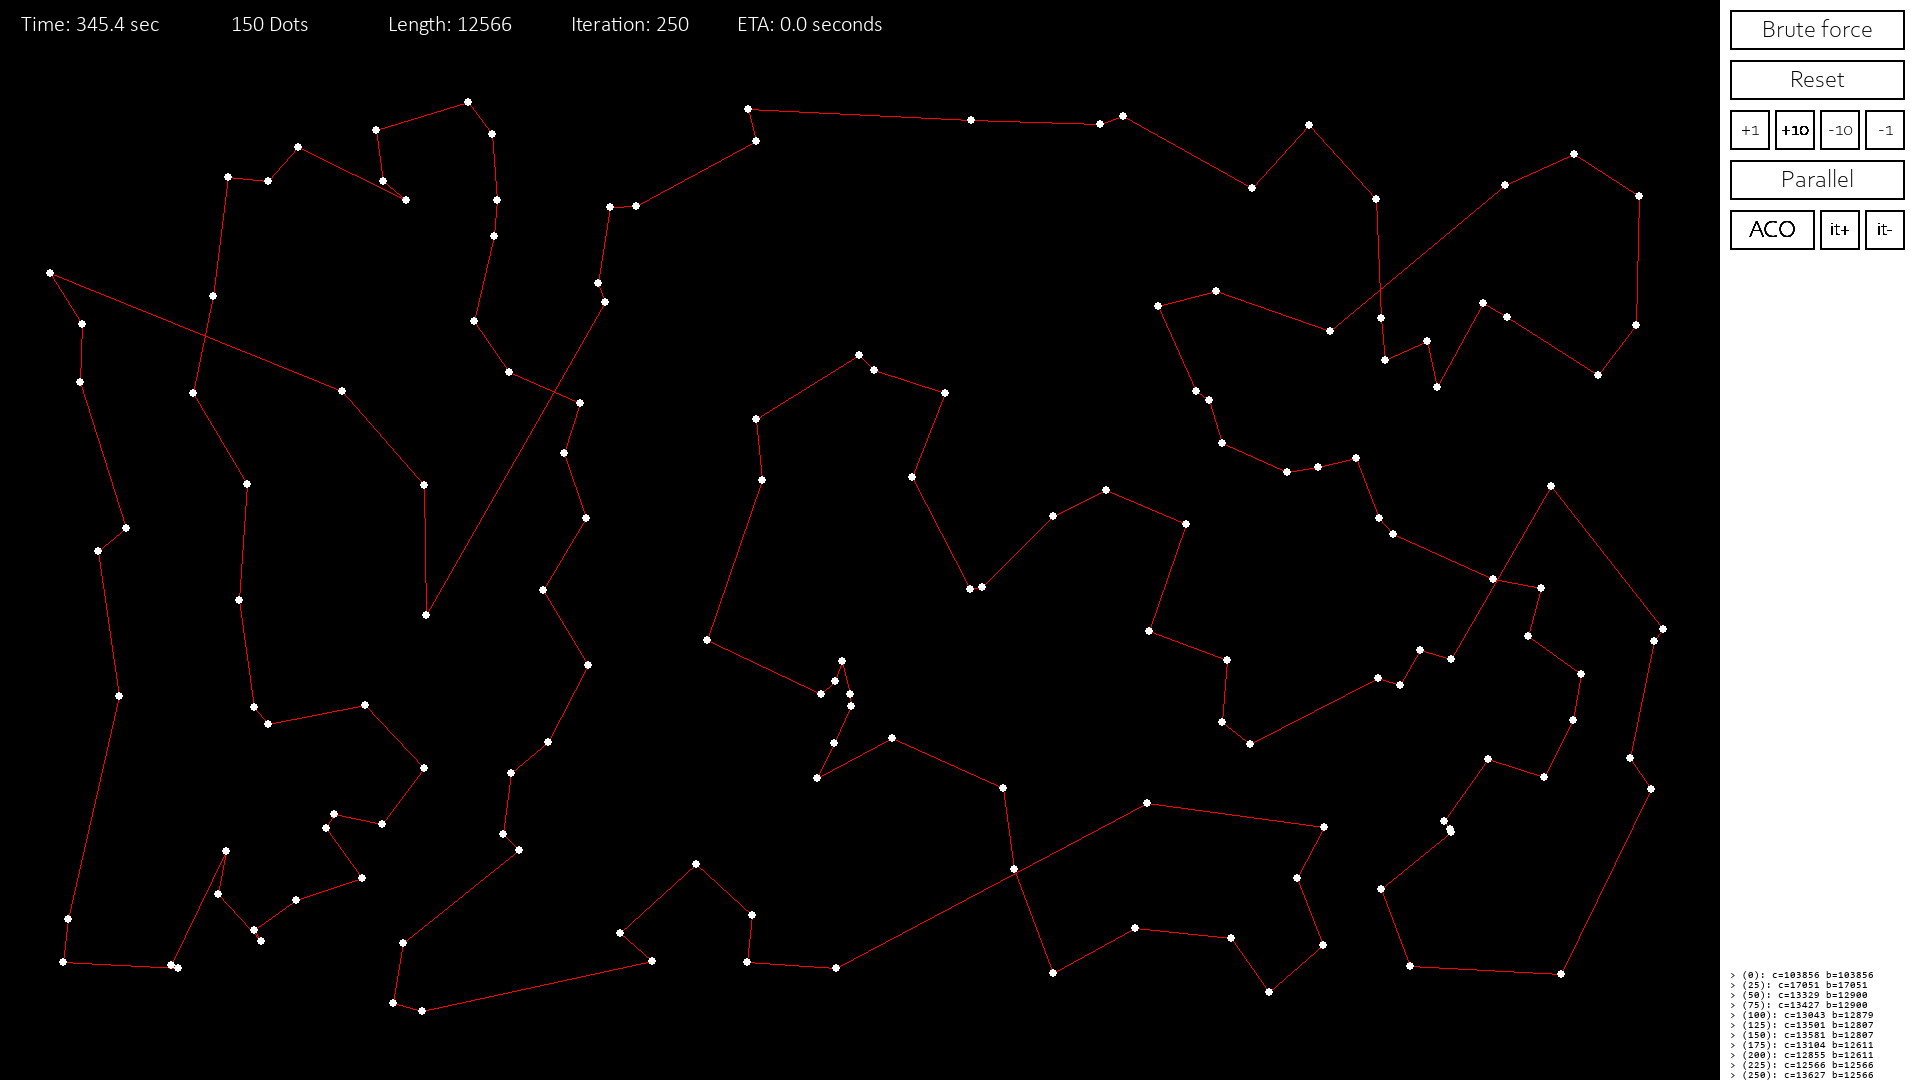 Time: 345.4 sec 150 Dots Length: 12566 Iteration: 250 ETA: 0.0 seconds
Brute force
Reset
+1 +10 -10 -1
Parallel
ACO it+ it-
> (0): c=103856 b=103856
> (25): c=17051 b=17051
> (50): c=13329 b=12900
> (75): c=13427 b=12900
> (100): c=13043 b=12879
> (125): c=13501 b=12807
> (150): c=13581 b=12807
> (175): c=13104 b=12611
> (200): c=12855 b=12611
> (225): c=12566 b=12566
> (250): c=13627 b=12566